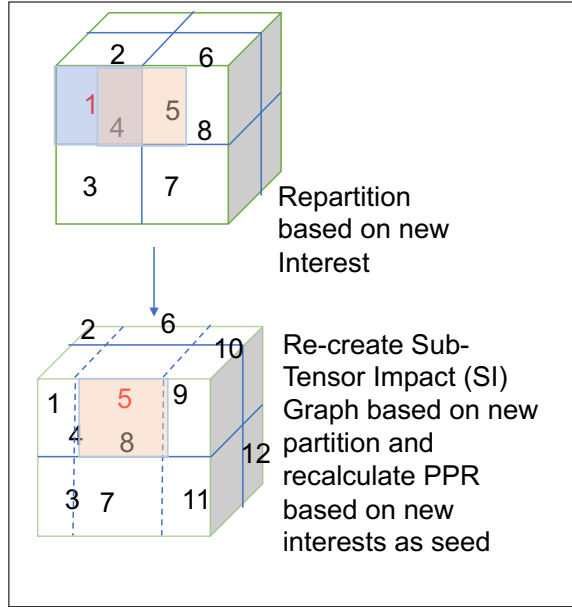 2
6
1
5
4
8
3
7
Repartition
based on new
Interest
2
6
10
1
5
9
4
8
12
3
7
11
Re-create Sub-
Tensor Impact (SI)
Graph based on new
partition and
recalculate PPR
based on new
interests as seed